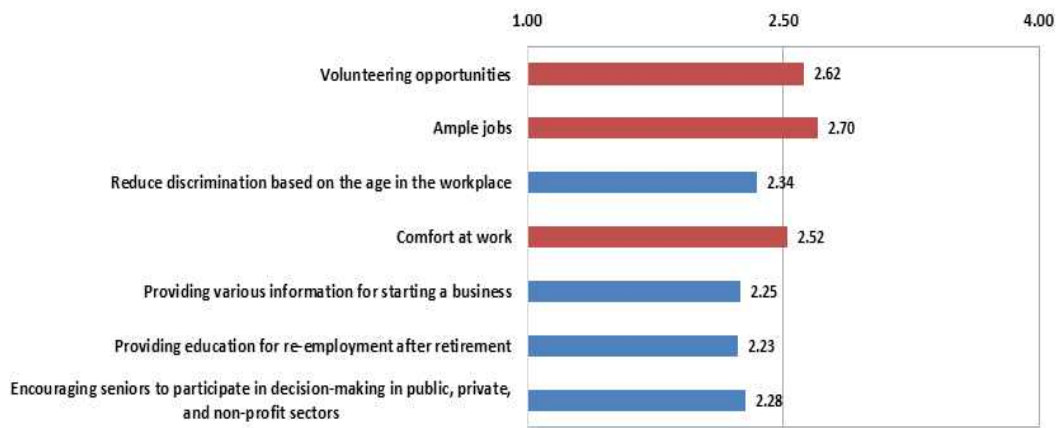 1.00 2.50 4.00
Volunteering opportunities 2.62
Ample jobs 2.70
Reduce discrimination based on the age in the workplace 2.34
Comfort at work 2.52
Providing various information for starting a business 2.25
Providing education for re-employment after retirement 2.23
Encouraging seniors to participate in decision-making in public, private,
and non-profit sectors 2.28